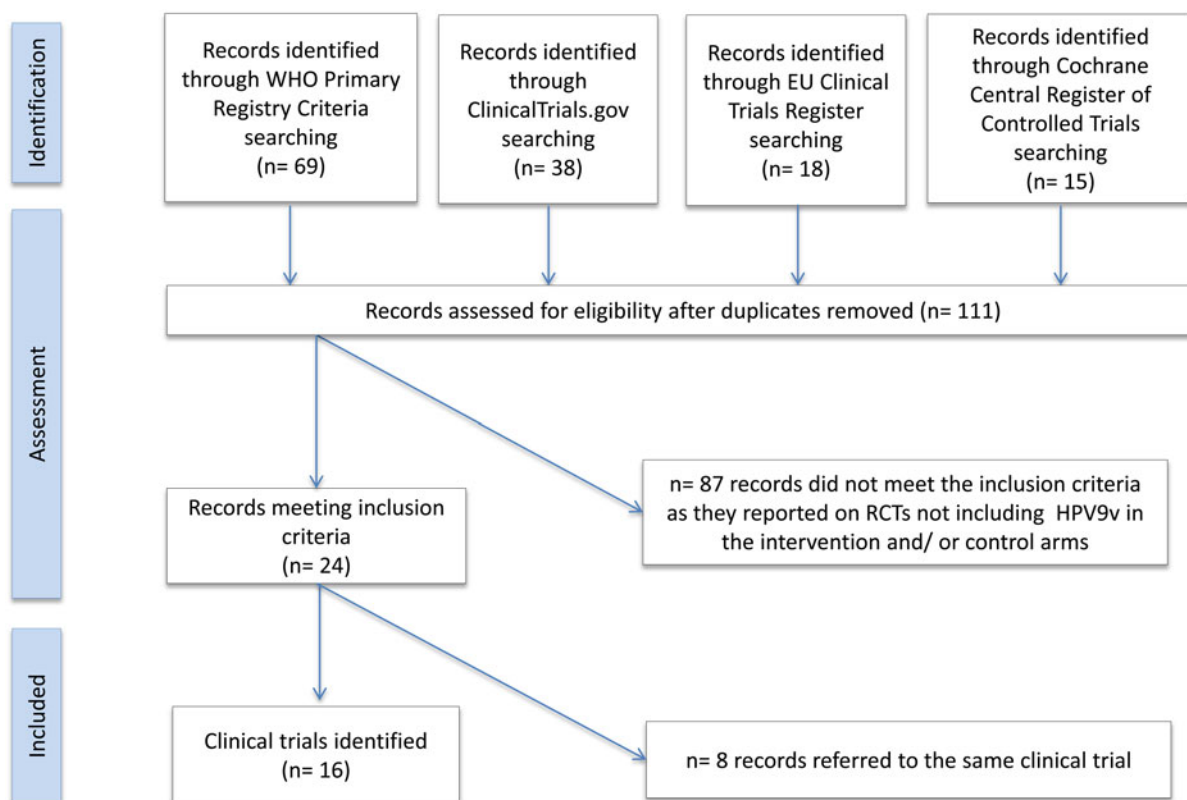 Identification
Records identified
through WHO Primary
Registry Criteria
searching
(n= 69)
Records identified
through
ClinicalTrials.gov
searching
(n= 38)
Records identified
through EU Clinical
Trials Register
searching
(n= 18)
Records identified
through Cochrane
Central Register of
Controlled Trials
searching
(n= 15)
Assessment
Records assessed for eligibility after duplicates removed (n= 111)
Records meeting inclusion
criteria
(n= 24)
n= 87 records did not meet the inclusion criteria
as they reported on RCTs not including HPV9v in
the intervention and/ or control arms
Included
Clinical trials identified
(n= 16)
n= 8 records referred to the same clinical trial